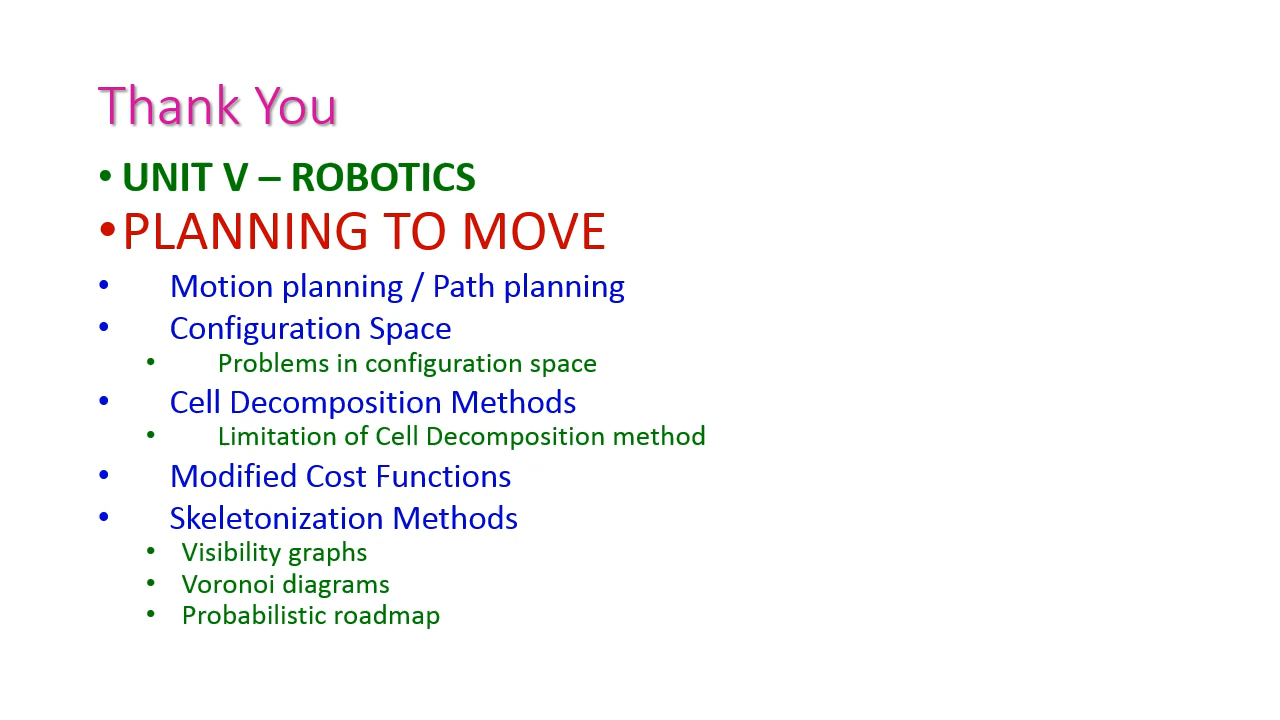 Thank You
• UNIT V – ROBOTICS
•PLANNING TO MOVE
• Motion planning / Path planning
• Configuration Space
• Problems in configuration space
• Cell Decomposition Methods
• Limitation of Cell Decomposition method
• Modified Cost Functions
• Skeletonization Methods
• Visibility graphs
• Voronoi diagrams
• Probabilistic roadmap